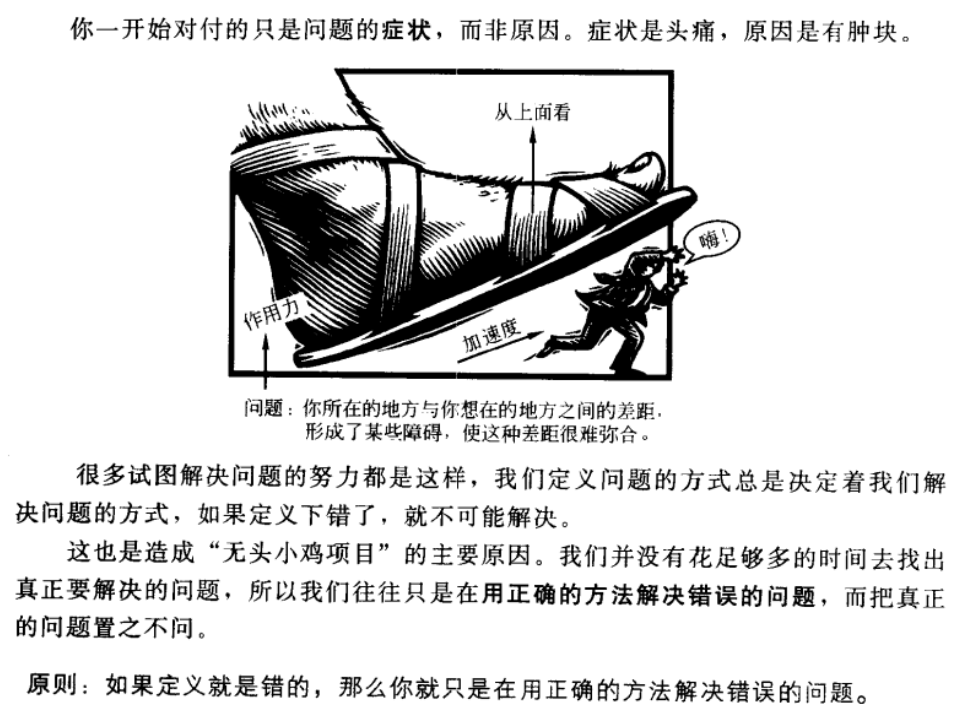 你一开始对付的只是问题的症状，而非原因。症状是头痛，原因是有肿块。
从上面看
嗨！
作用力
加速度
问题：你所在的地方与你想在的地方之间的差距，
形成了某些障碍，使这种差距很难弥合。
很多试图解决问题的努力都是这样，我们定义问题的方式总是决定着我们解
决问题的方式，如果定义下错了，就不可能解决。
这也是造成“无头小鸡项目”的主要原因。我们并没有花足够多的时间去找出
真正要解决的问题，所以我们往往只是在用正确的方法解决错误的问题，而把真正
的问题置之不问。
原则：如果定义就是错的，那么你就只是在用正确的方法解决错误的问题。